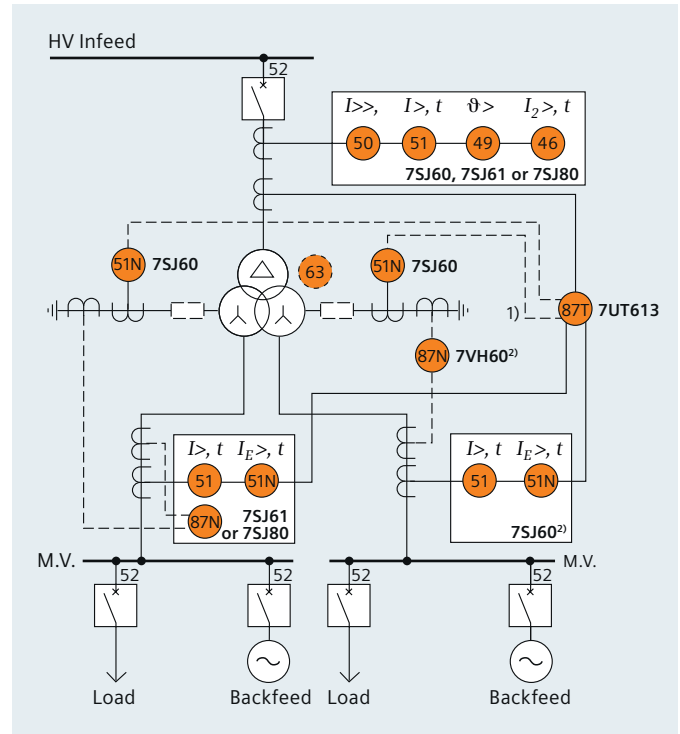 HV Infeed
52
I>>, I>, t ϑ> I₂>, t
50 51 49 46
7SJ60, 7SJ61 or 7SJ80
51N 7SJ60
63
51N 7SJ60
1) 87T 7UT613
87N 7VH60²⁾
I>, t I_E>, t
51 51N
87N 7SJ61
or 7SJ80
I>, t I_E>, t
51 51N
7SJ60²⁾
M.V. M.V.
52 52 52 52
Load Backfeed Load Backfeed